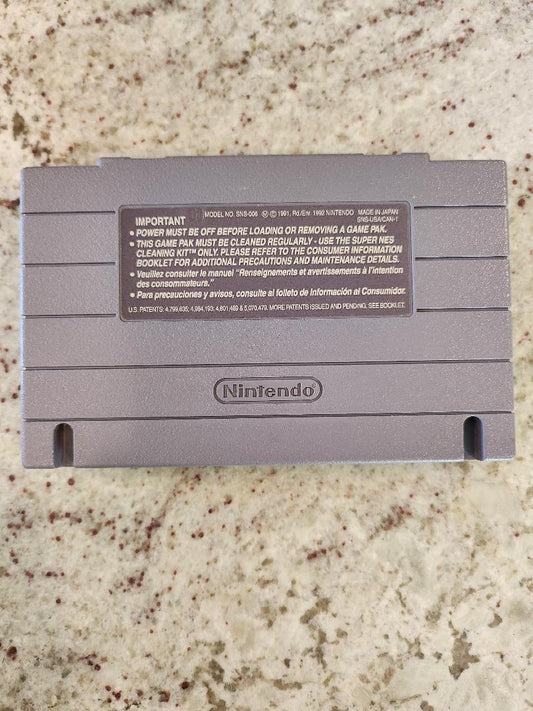 IMPORTANT
MODEL NO. SNS-006 Ⓜ © 1991, Rd./Env. 1992 NINTENDO
MADE IN JAPAN
SNS-USA/CAN-1
• POWER MUST BE OFF BEFORE LOADING OR REMOVING A GAME PAK.
• THIS GAME PAK MUST BE CLEANED REGULARLY - USE THE SUPER NES
CLEANING KIT™ ONLY. PLEASE REFER TO THE CONSUMER INFORMATION
BOOKLET FOR ADDITIONAL PRECAUTIONS AND MAINTENANCE DETAILS.
• Veuillez consulter le manuel "Renseignements et avertissements à l'intention
des consommateurs."
• Para precauciones y avisos, consulte al folleto de Información al Consumidor.
U.S. PATENTS: 4,799,635; 4,984,193; 4,801,489 & 5,070,479. MORE PATENTS ISSUED AND PENDING. SEE BOOKLET.
Nintendo®